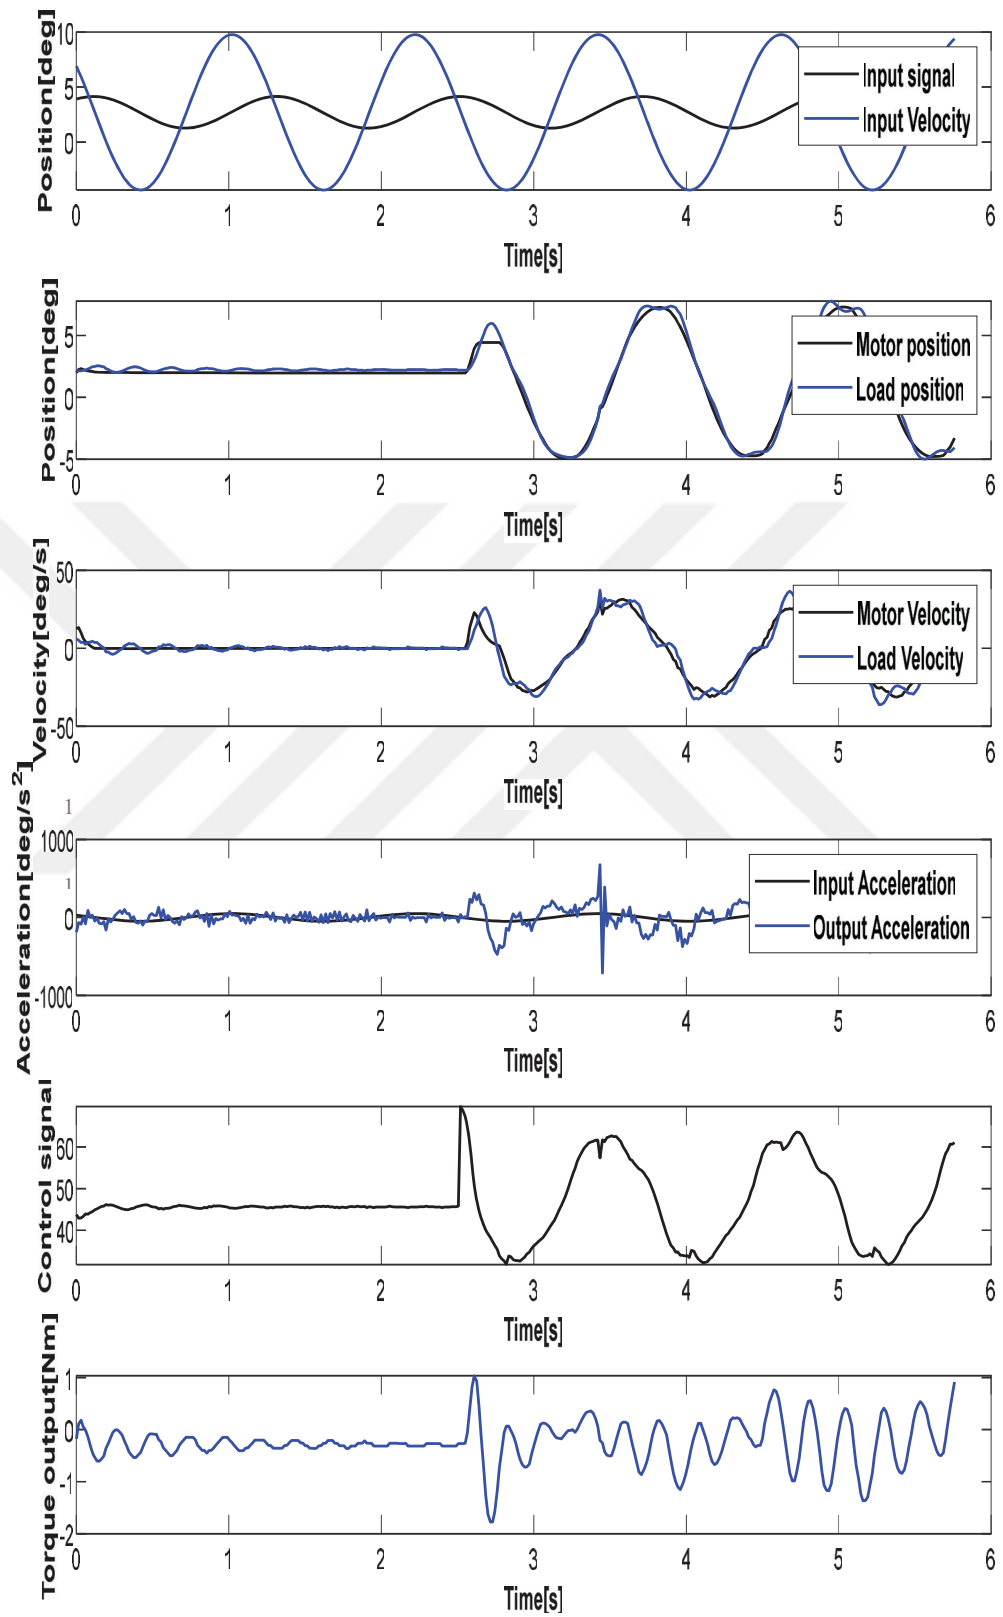 Position[deg]
10
5
0
Input signal
Input Velocity
0 1 2 3 4 5 6
Time[s]
Position[deg]
5
0
-5
Motor position
Load position
0 1 2 3 4 5 6
Time[s]
Velocity[deg/s]
50
0
-50
Motor Velocity
Load Velocity
0 1 2 3 4 5 6
Time[s]
Acceleration[deg/s²]
1
1000
1
0
-1000
Input Acceleration
Output Acceleration
0 1 2 3 4 5 6
Time[s]
Control signal
60
50
40
0 1 2 3 4 5 6
Time[s]
Torque output[Nm]
1
0
-1
-2
0 1 2 3 4 5 6
Time[s]